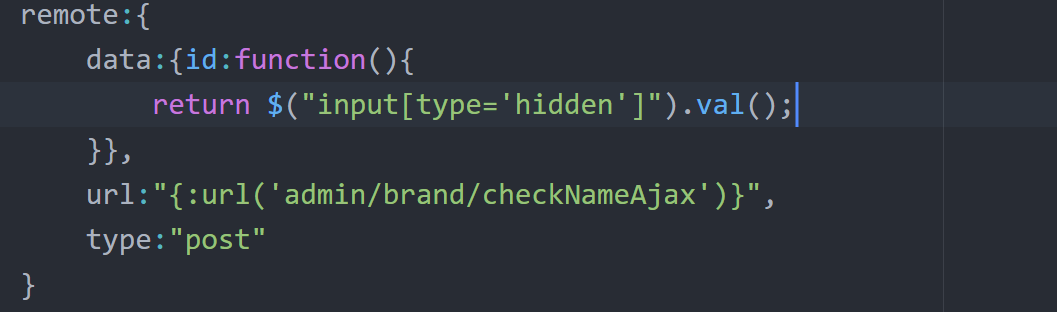 remote:{
data:{id:function(){
return $("input[type='hidden']").val();
}},
url:"{:url('admin/brand/checkNameAjax')}",
type:"post"
}